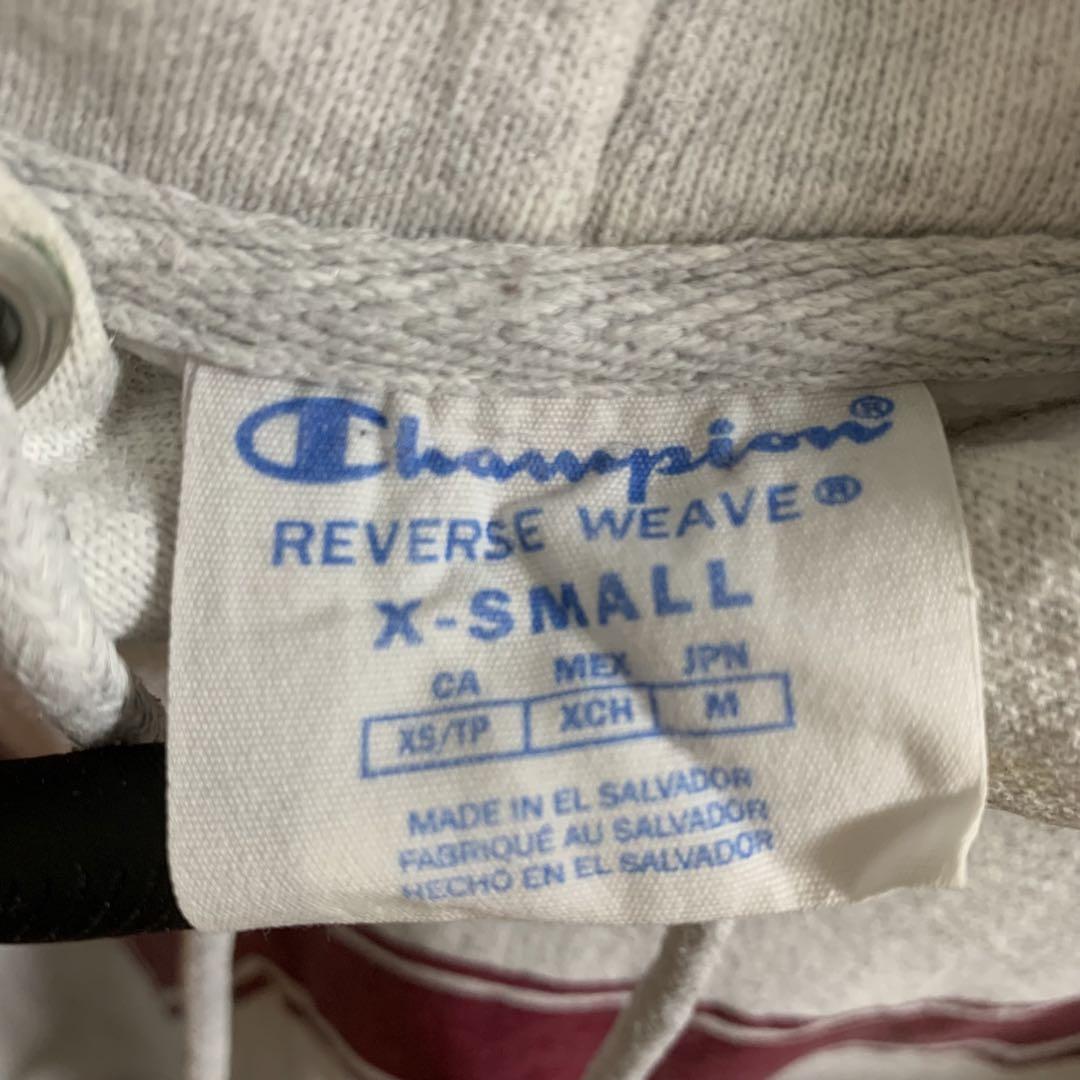 Champion®
REVERSE WEAVE®
X-SMALL
CA MEX JPN
XS/TP XCH M
MADE IN EL SALVADOR
FABRIQUÉ AU SALVADOR
HECHO EN EL SALVADOR